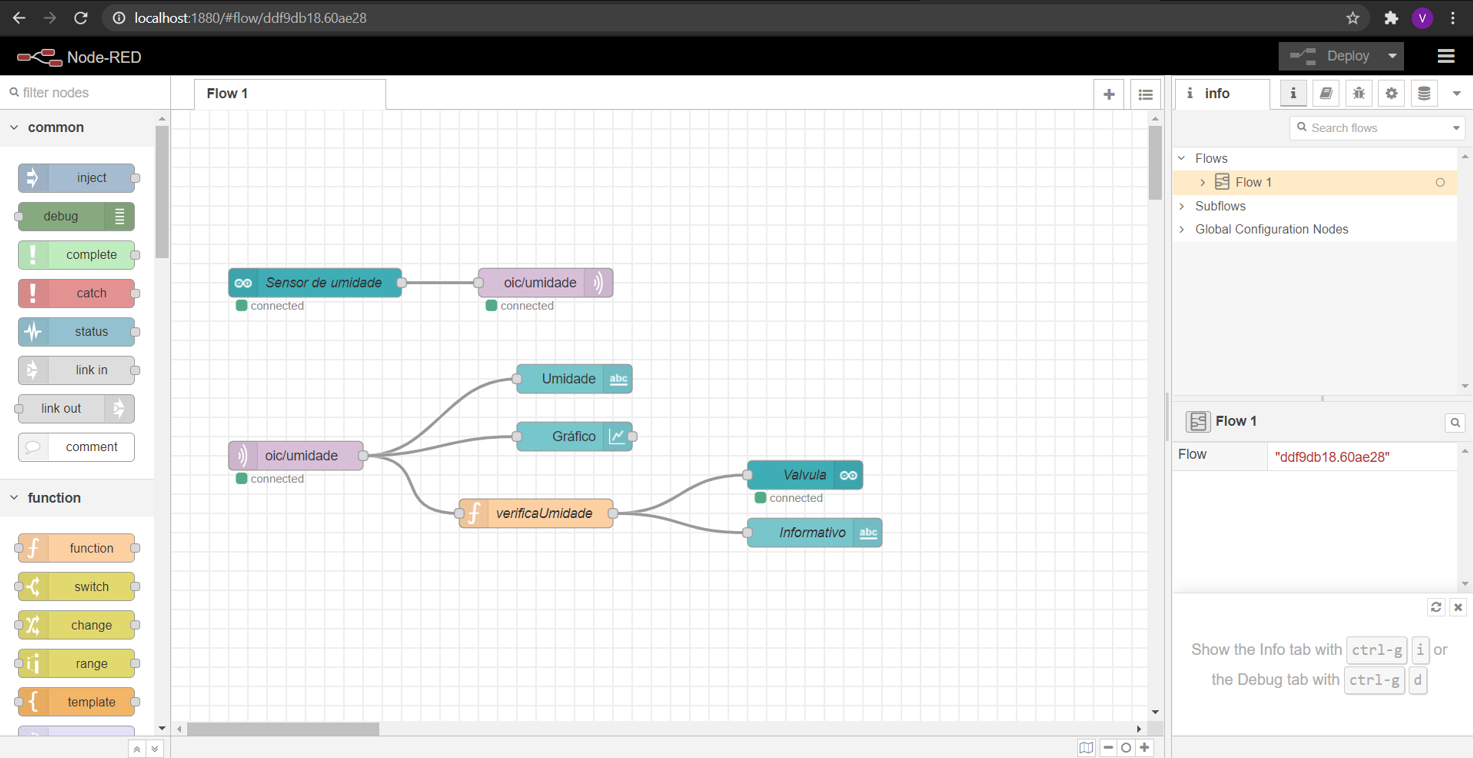 localhost:1880/#flow/ddf9db18.60ae28
V
Node-RED
Deploy
filter nodes
Flow 1
i info
i
common
Search flows
Flows
Flow 1
Subflows
Global Configuration Nodes
inject
debug
complete
catch
status
link in
link out
comment
function
function
switch
change
range
template
Sensor de umidade
connected
oic/umidade
connected
Umidade
abc
Gráfico
oic/umidade
connected
verificaUmidade
Valvula
connected
Informativo
abc
Flow 1
Flow "ddf9db18.60ae28"
Show the Info tab with ctrl-g i or
the Debug tab with ctrl-g d